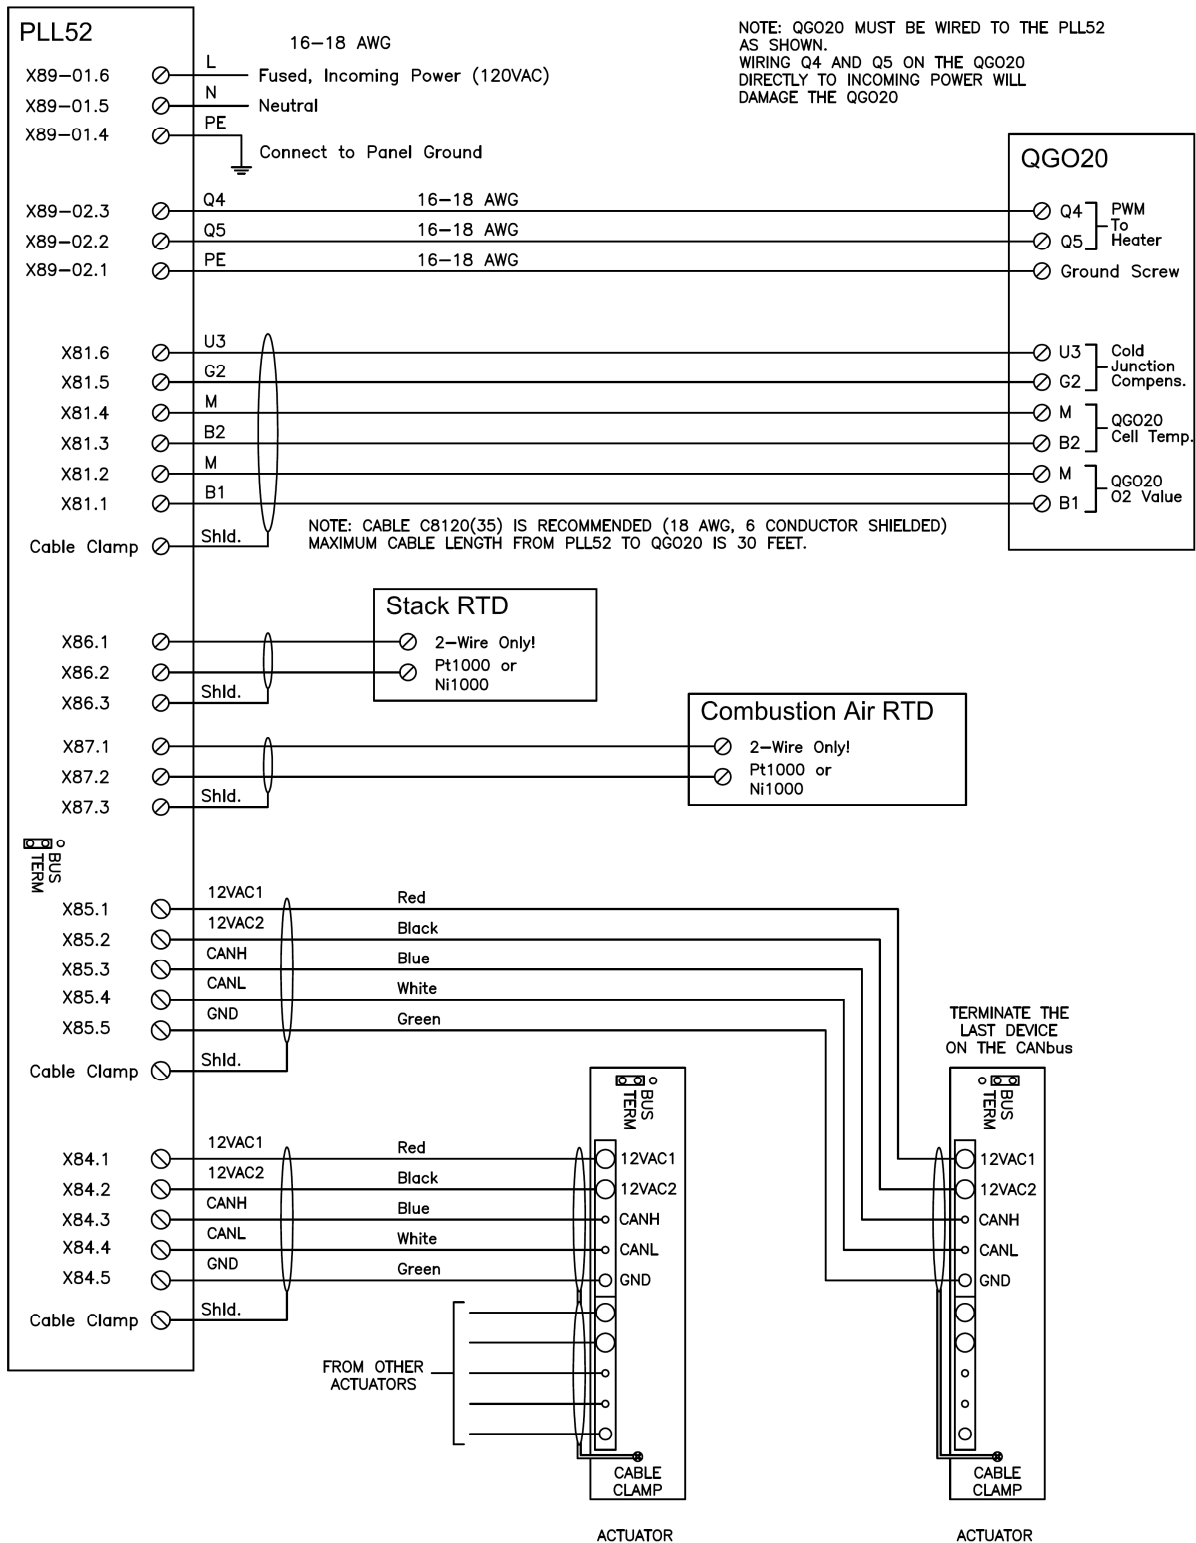 PLL52
16-18 AWG
X89-01.6 L Fused, Incoming Power (120VAC)
X89-01.5 N Neutral
X89-01.4 PE
Connect to Panel Ground
NOTE: QGO20 MUST BE WIRED TO THE PLL52
AS SHOWN.
WIRING Q4 AND Q5 ON THE QGO20
DIRECTLY TO INCOMING POWER WILL
DAMAGE THE QGO20
QGO20
X89-02.3 Q4 16-18 AWG Q4
X89-02.2 Q5 16-18 AWG Q5
PWM
To
Heater
X89-02.1 PE 16-18 AWG Ground Screw
X81.6 U3 U3
X81.5 G2 G2
Cold
Junction
Compens.
X81.4 M M
X81.3 B2 B2
QGO20
Cell Temp.
X81.2 M M
X81.1 B1 B1
QGO20
O2 Value
Cable Clamp Shld.
NOTE: CABLE C8120(35) IS RECOMMENDED (18 AWG, 6 CONDUCTOR SHIELDED)
MAXIMUM CABLE LENGTH FROM PLL52 TO QGO20 IS 30 FEET.
Stack RTD
X86.1 2-Wire Only!
X86.2 Pt1000 or
Ni1000
X86.3 Shld.
Combustion Air RTD
X87.1 2-Wire Only!
X87.2 Pt1000 or
Ni1000
X87.3 Shld.
BUS
TERM
X85.1 12VAC1 Red
X85.2 12VAC2 Black
X85.3 CANH Blue
X85.4 CANL White
X85.5 GND Green
Cable Clamp Shld.
TERMINATE THE
LAST DEVICE
ON THE CANbus
BUS
TERM
BUS
TERM
X84.1 12VAC1 Red 12VAC1 12VAC1
X84.2 12VAC2 Black 12VAC2 12VAC2
X84.3 CANH Blue CANH CANH
X84.4 CANL White CANL CANL
X84.5 GND Green GND GND
Cable Clamp Shld.
FROM OTHER
ACTUATORS
CABLE
CLAMP
CABLE
CLAMP
ACTUATOR
ACTUATOR